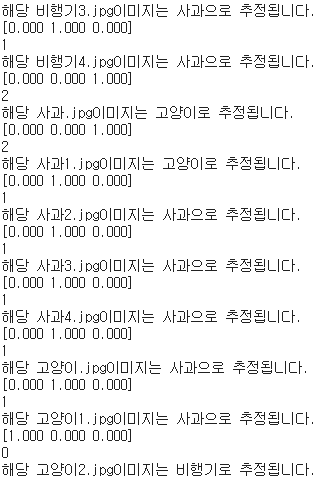 해당 비행기3.jpg이미지는 사과으로 추정됩니다.
[0.000 1.000 0.000]
1
해당 비행기4.jpg이미지는 사과으로 추정됩니다.
[0.000 0.000 1.000]
2
해당 사과.jpg이미지는 고양이로 추정됩니다.
[0.000 0.000 1.000]
2
해당 사과1.jpg이미지는 고양이로 추정됩니다.
[0.000 1.000 0.000]
1
해당 사과2.jpg이미지는 사과으로 추정됩니다.
[0.000 1.000 0.000]
1
해당 사과3.jpg이미지는 사과으로 추정됩니다.
[0.000 1.000 0.000]
1
해당 사과4.jpg이미지는 사과으로 추정됩니다.
[0.000 1.000 0.000]
1
해당 고양이.jpg이미지는 사과으로 추정됩니다.
[0.000 1.000 0.000]
1
해당 고양이1.jpg이미지는 사과으로 추정됩니다.
[1.000 0.000 0.000]
0
해당 고양이2.jpg이미지는 비행기로 추정됩니다.